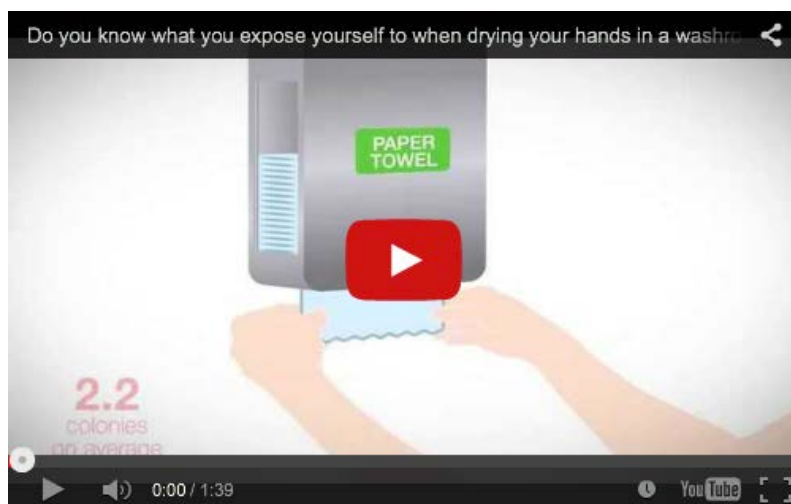 Do you know what you expose yourself to when drying your hands in a washro
PAPER
TOWEL
2.2
colonies
on average
0:00 / 1:39
YouTube